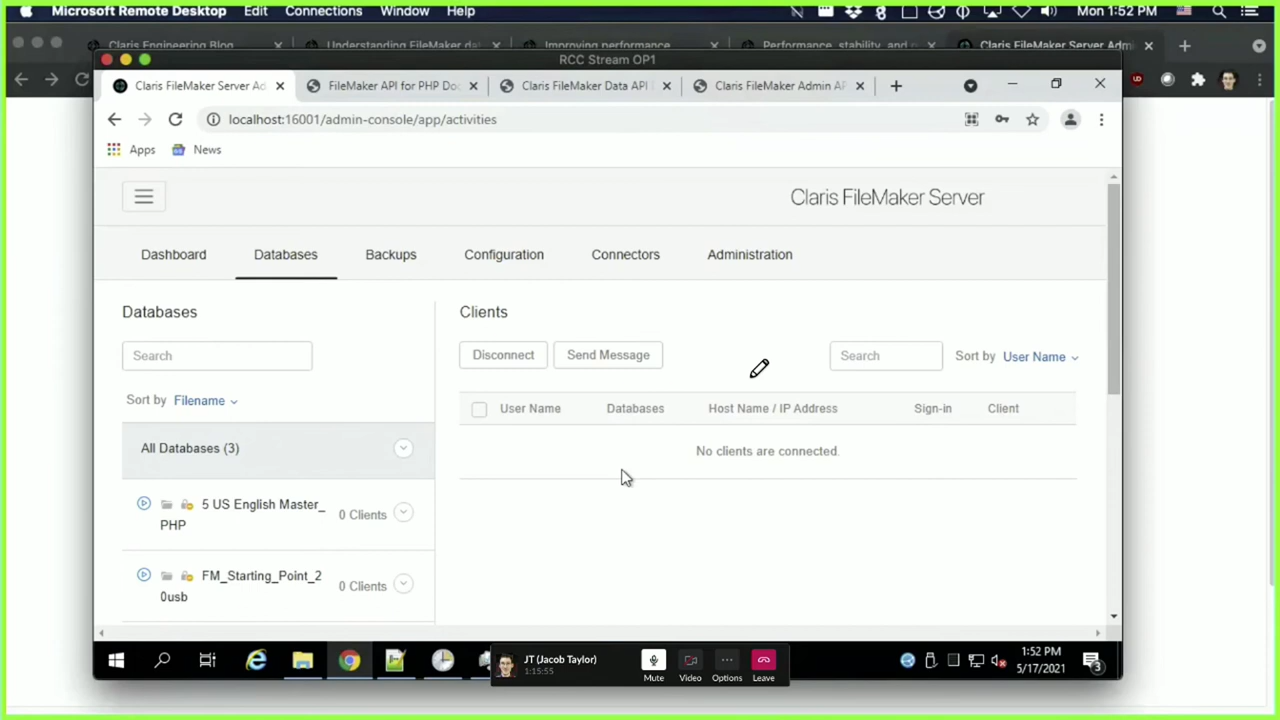 Microsoft Remote Desktop Edit Connections Window Help Mon 1:52 PM
Claris Engineering Blog Understanding FileMaker da Improving performance Performance, stability, and Claris FileMaker Server Admi
RCC Stream OP1
Claris FileMaker Server Ad FileMaker API for PHP Doc Claris FileMaker Data API Claris FileMaker Admin AP
localhost:16001/admin-console/app/activities
Apps News
Claris FileMaker Server
Dashboard Databases Backups Configuration Connectors Administration
Databases
Clients
Search
Disconnect Send Message Search Sort by User Name
Sort by Filename
User Name Databases Host Name / IP Address Sign-in Client
All Databases (3)
No clients are connected.
5 US English Master_
PHP
0 Clients
FM_Starting_Point_2
0usb
0 Clients
JT (Jacob Taylor)
1:15:55
Mute Video Options Leave
1:52 PM
5/17/2021
3